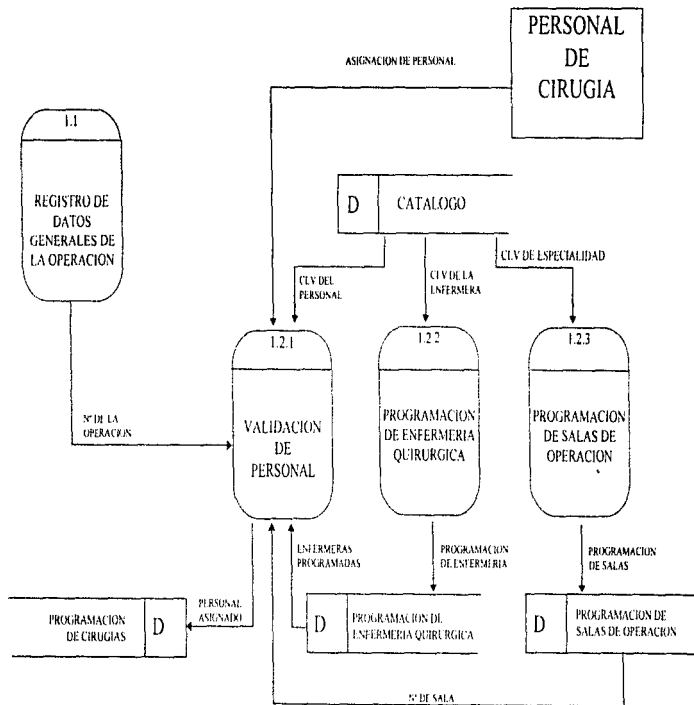 PERSONAL
DE
CIRUGIA
ASIGNACION DE PERSONAL
1.1
REGISTRO DE
DATOS
GENERALES DE
LA OPERACION
D
CATALOGO
CLV DEL
PERSONAL
CLV DE LA
ENFERMERA
CLV DE ESPECIALIDAD
1.2.1
VALIDACION
DE
PERSONAL
1.2.2
PROGRAMACION
DE ENFERMERIA
QUIRURGICA
1.2.3
PROGRAMACION
DE SALAS DE
OPERACION
Nº DE LA
OPERACION
ENFERMERAS
PROGRAMADAS
PROGRAMACION
DE ENFERMERIA
PROGRAMACION
DE SALAS
PERSONAL
ASIGNADO
PROGRAMACION
DE CIRUGIAS
D
D
PROGRAMACION DE
ENFERMERIA QUIRURGICA
D
PROGRAMACION DE
SALAS DE OPERACION
Nº DE SALA